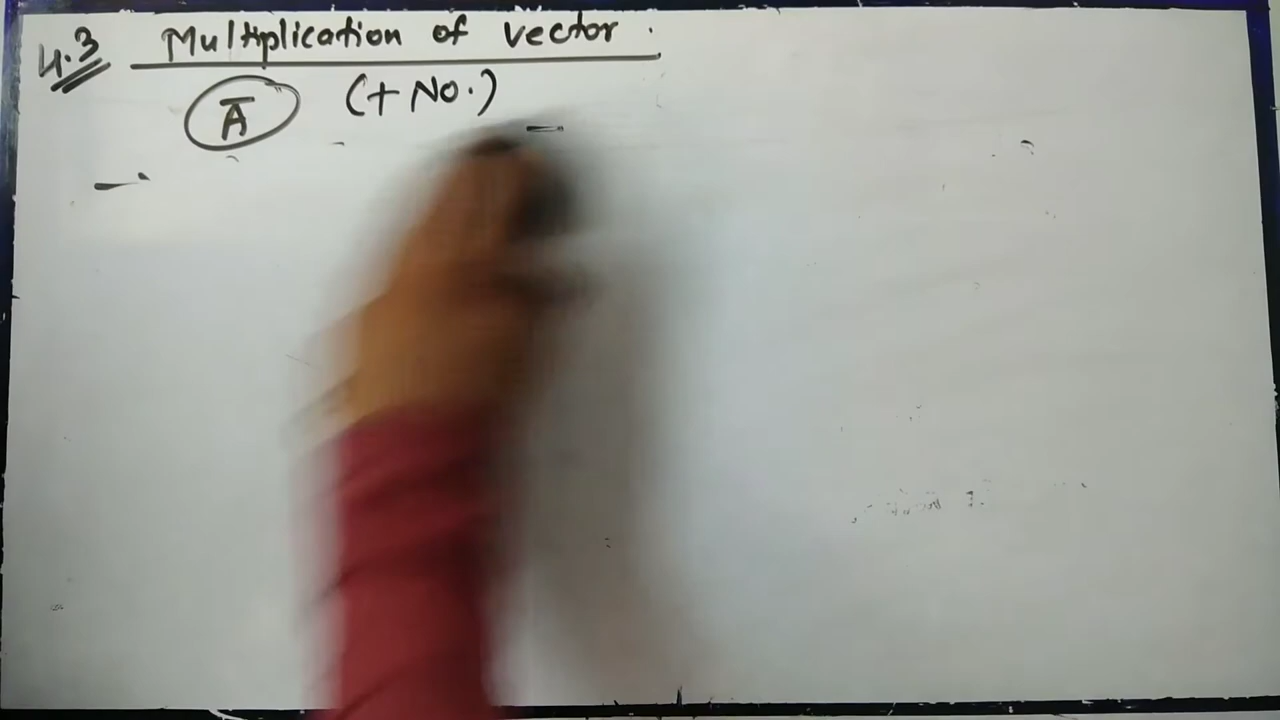 4.3 Multiplication of vector.
Ā (+ No.)